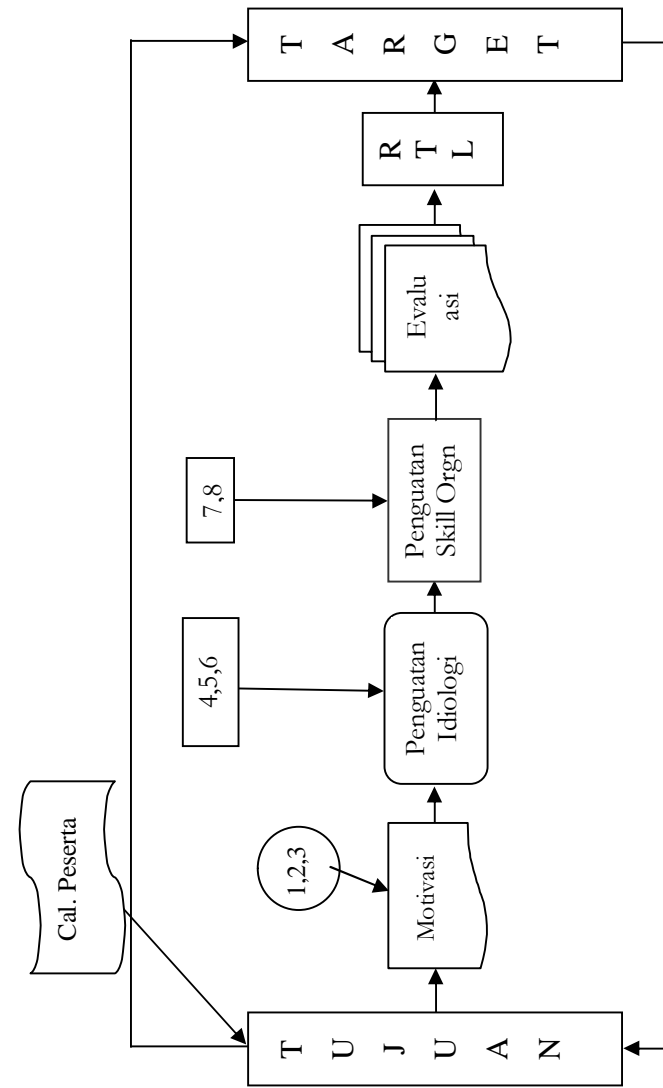 Cal. Peserta
T U J U A N
1,2,3
Motivasi
4,5,6
Penguatan
Idiologi
7,8
Penguatan
Skill Orgn
Evalu
asi
R
T
L
T A R G E T